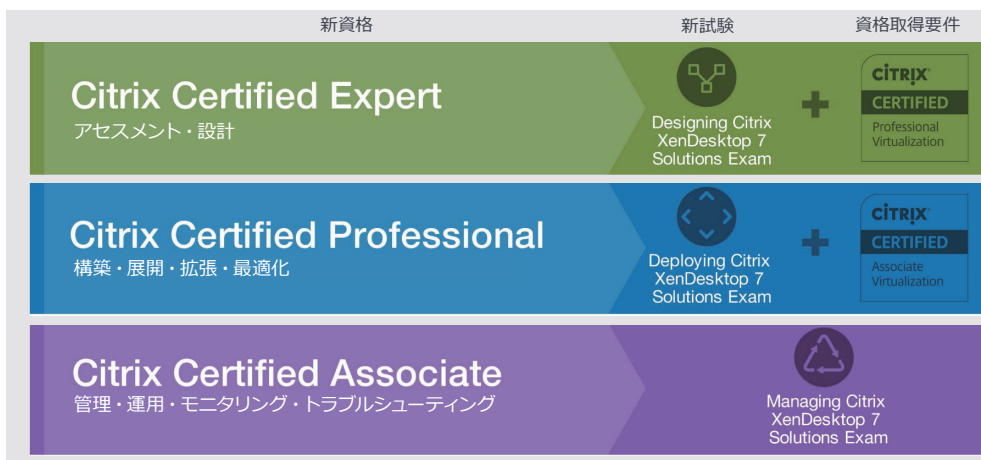 新資格
新試験
資格取得要件
Citrix Certified Expert
アセスメント・設計
Designing Citrix
XenDesktop 7
Solutions Exam
+
CITRIX
CERTIFIED
Professional
Virtualization
Citrix Certified Professional
構築・展開・拡張・最適化
Deploying Citrix
XenDesktop 7
Solutions Exam
+
CITRIX
CERTIFIED
Associate
Virtualization
Citrix Certified Associate
管理・運用・モニタリング・トラブルシューティング
Managing Citrix
XenDesktop 7
Solutions Exam